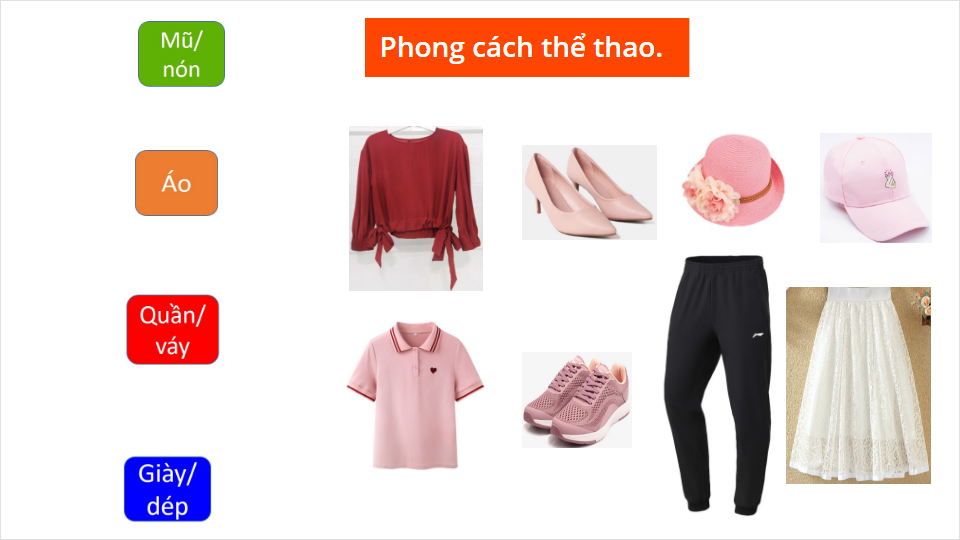 Phong cách thể thao.
Mũ/
nón
Áo
Quần/
váy
Giày/
dép